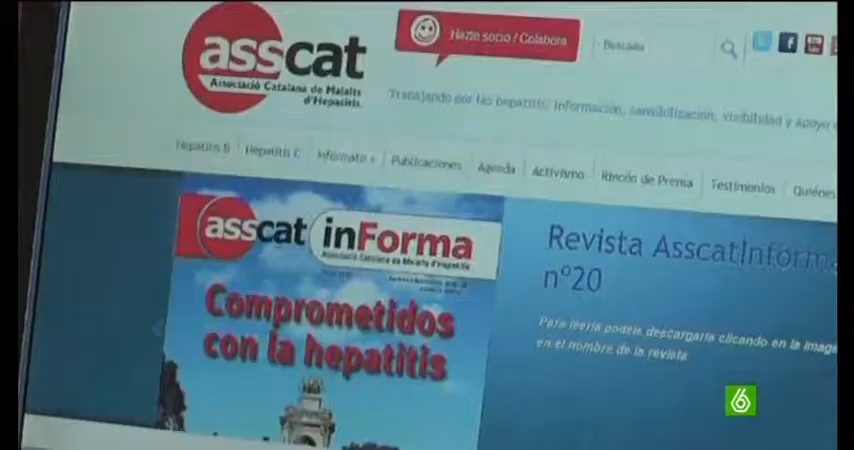 asscat
Associació Catalana de Malalts
d'Hepatitis
Hazte socio / Colabora
Buscador
Trabajando por las hepatitis. Información, sensibilización, visibilidad y apoyo
Hepatitis B
Hepatitis C
Infórmate +
Publicaciones
Agenda
Activismo
Rincón de Prensa
Testimonios
Quiénes
asscat inForma
Associació Catalana de Malalts d'Hepatitis
Comprometidos
con la hepatitis
Revista AsscatInforma
nº20
Para leerla podéis descargarla clicando en la image
en el nombre de la revista
6